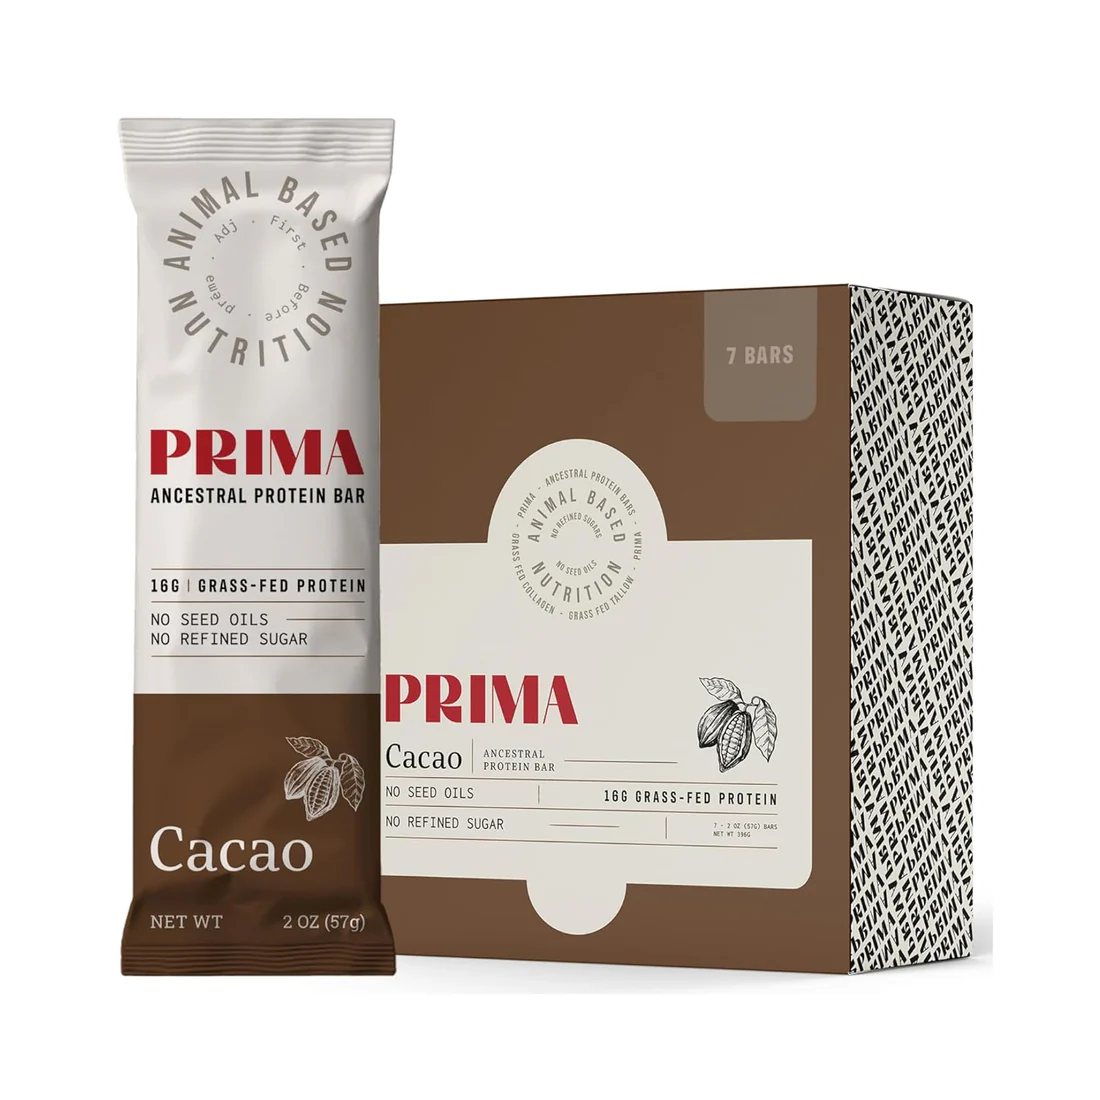 ANIMAL BASED
NUTRITION
Adj · First · Before · prēmə ·
PRIMA
ANCESTRAL PROTEIN BAR
16G | GRASS-FED PROTEIN
NO SEED OILS
NO REFINED SUGAR
Cacao
NET WT 2 OZ (57g)
7 BARS
PRIMA - ANCESTRAL PROTEIN BARS - PRIMA - GRASS FED TALLOW - GRASS FED COLLAGEN -
ANIMAL BASED
NUTRITION
NO REFINED SUGARS
NO SEED OILS
PRIMA
Cacao
ANCESTRAL
PROTEIN BAR
NO SEED OILS
16G GRASS-FED PROTEIN
NO REFINED SUGAR
7 - 2 OZ (57G) BARS
NET WT 396G
PRIMA